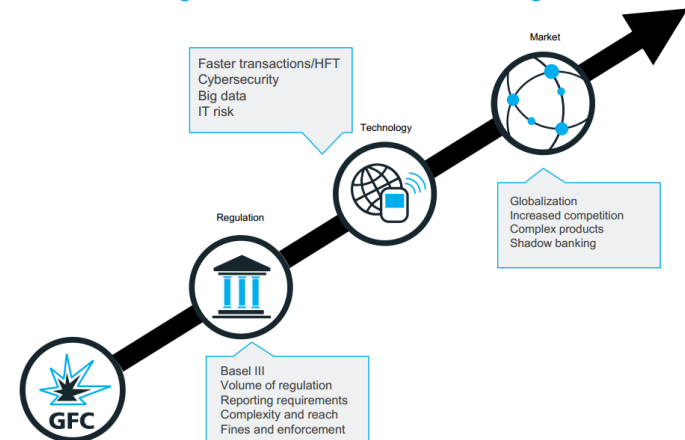 Market
Faster transactions/HFT
Cybersecurity
Big data
IT risk
Technology
Globalization
Increased competition
Complex products
Shadow banking
Regulation
Basel III
Volume of regulation
Reporting requirements
Complexity and reach
Fines and enforcement
GFC